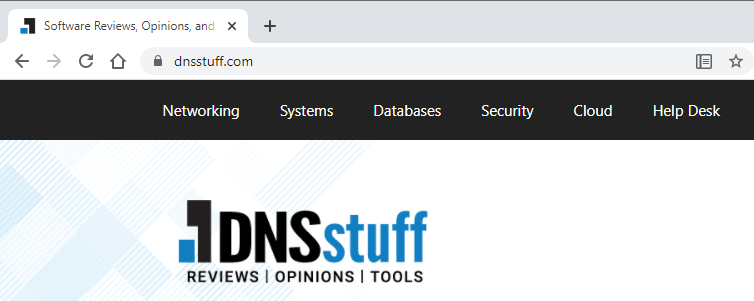 Software Reviews, Opinions, and
dnsstuff.com
Networking Systems Databases Security Cloud Help Desk
DNSstuff
REVIEWS | OPINIONS | TOOLS